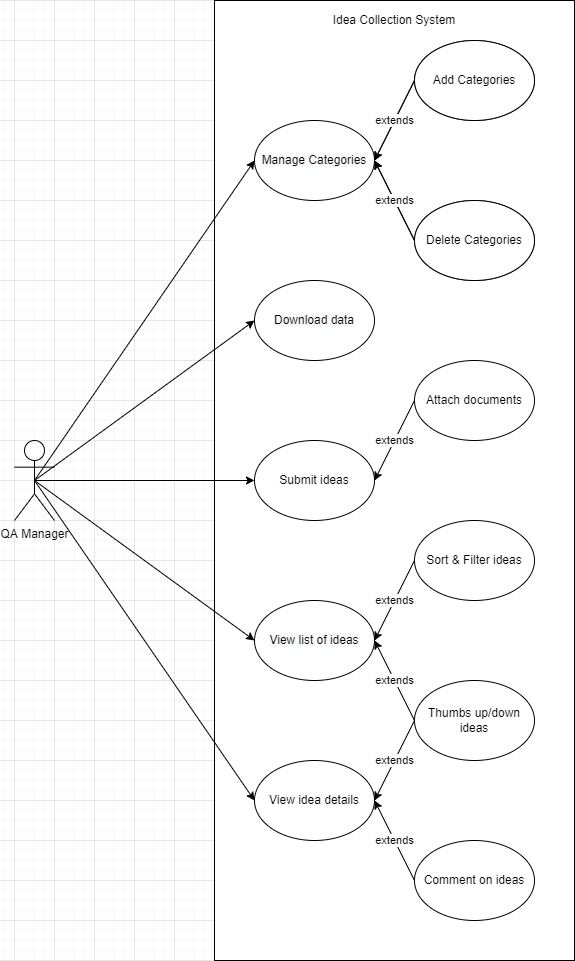 Idea Collection System
Add Categories
extends
Manage Categories
extends
Delete Categories
Download data
Attach documents
extends
Submit ideas
QA Manager
Sort & Filter ideas
extends
View list of ideas
extends
Thumbs up/down
ideas
extends
View idea details
extends
Comment on ideas